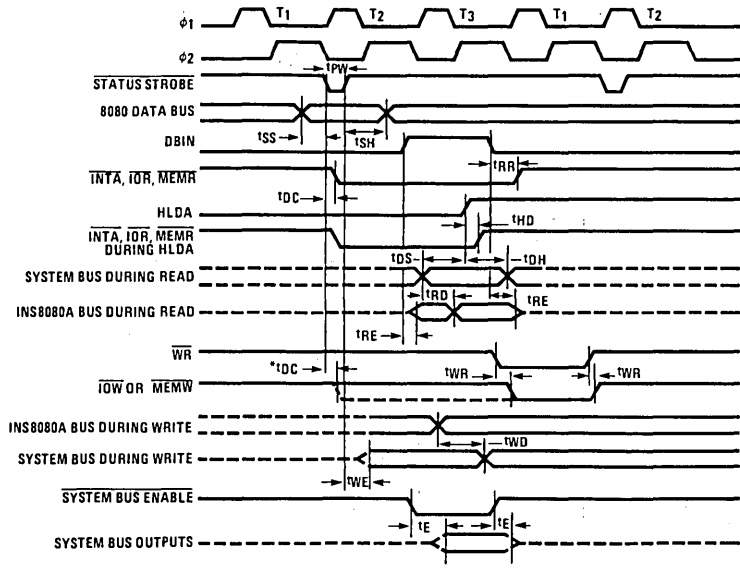 ϕ1 T1 T2 T3 T1 T2
ϕ2
tPW
STATUS STROBE
8080 DATA BUS
tSS tSH
DBIN
tRR
INTA, IOR, MEMR
tDC
HLDA
tHD
INTA, IOR, MEMR
DURING HLDA
tDS tDH
SYSTEM BUS DURING READ
tRD tRE
INS8080A BUS DURING READ
tRE
WR
*tDC tWR tWR
IOW OR MEMW
INS8080A BUS DURING WRITE
tWD
SYSTEM BUS DURING WRITE
tWE
SYSTEM BUS ENABLE
tE tE
SYSTEM BUS OUTPUTS